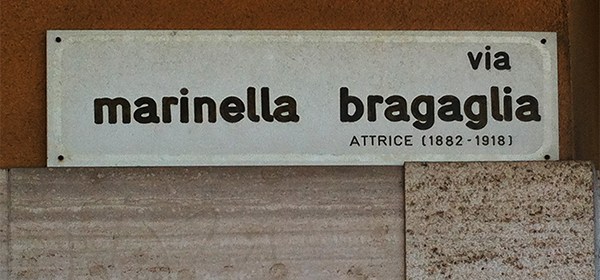 via
marinella bragaglia
ATTRICE (1882-1918)